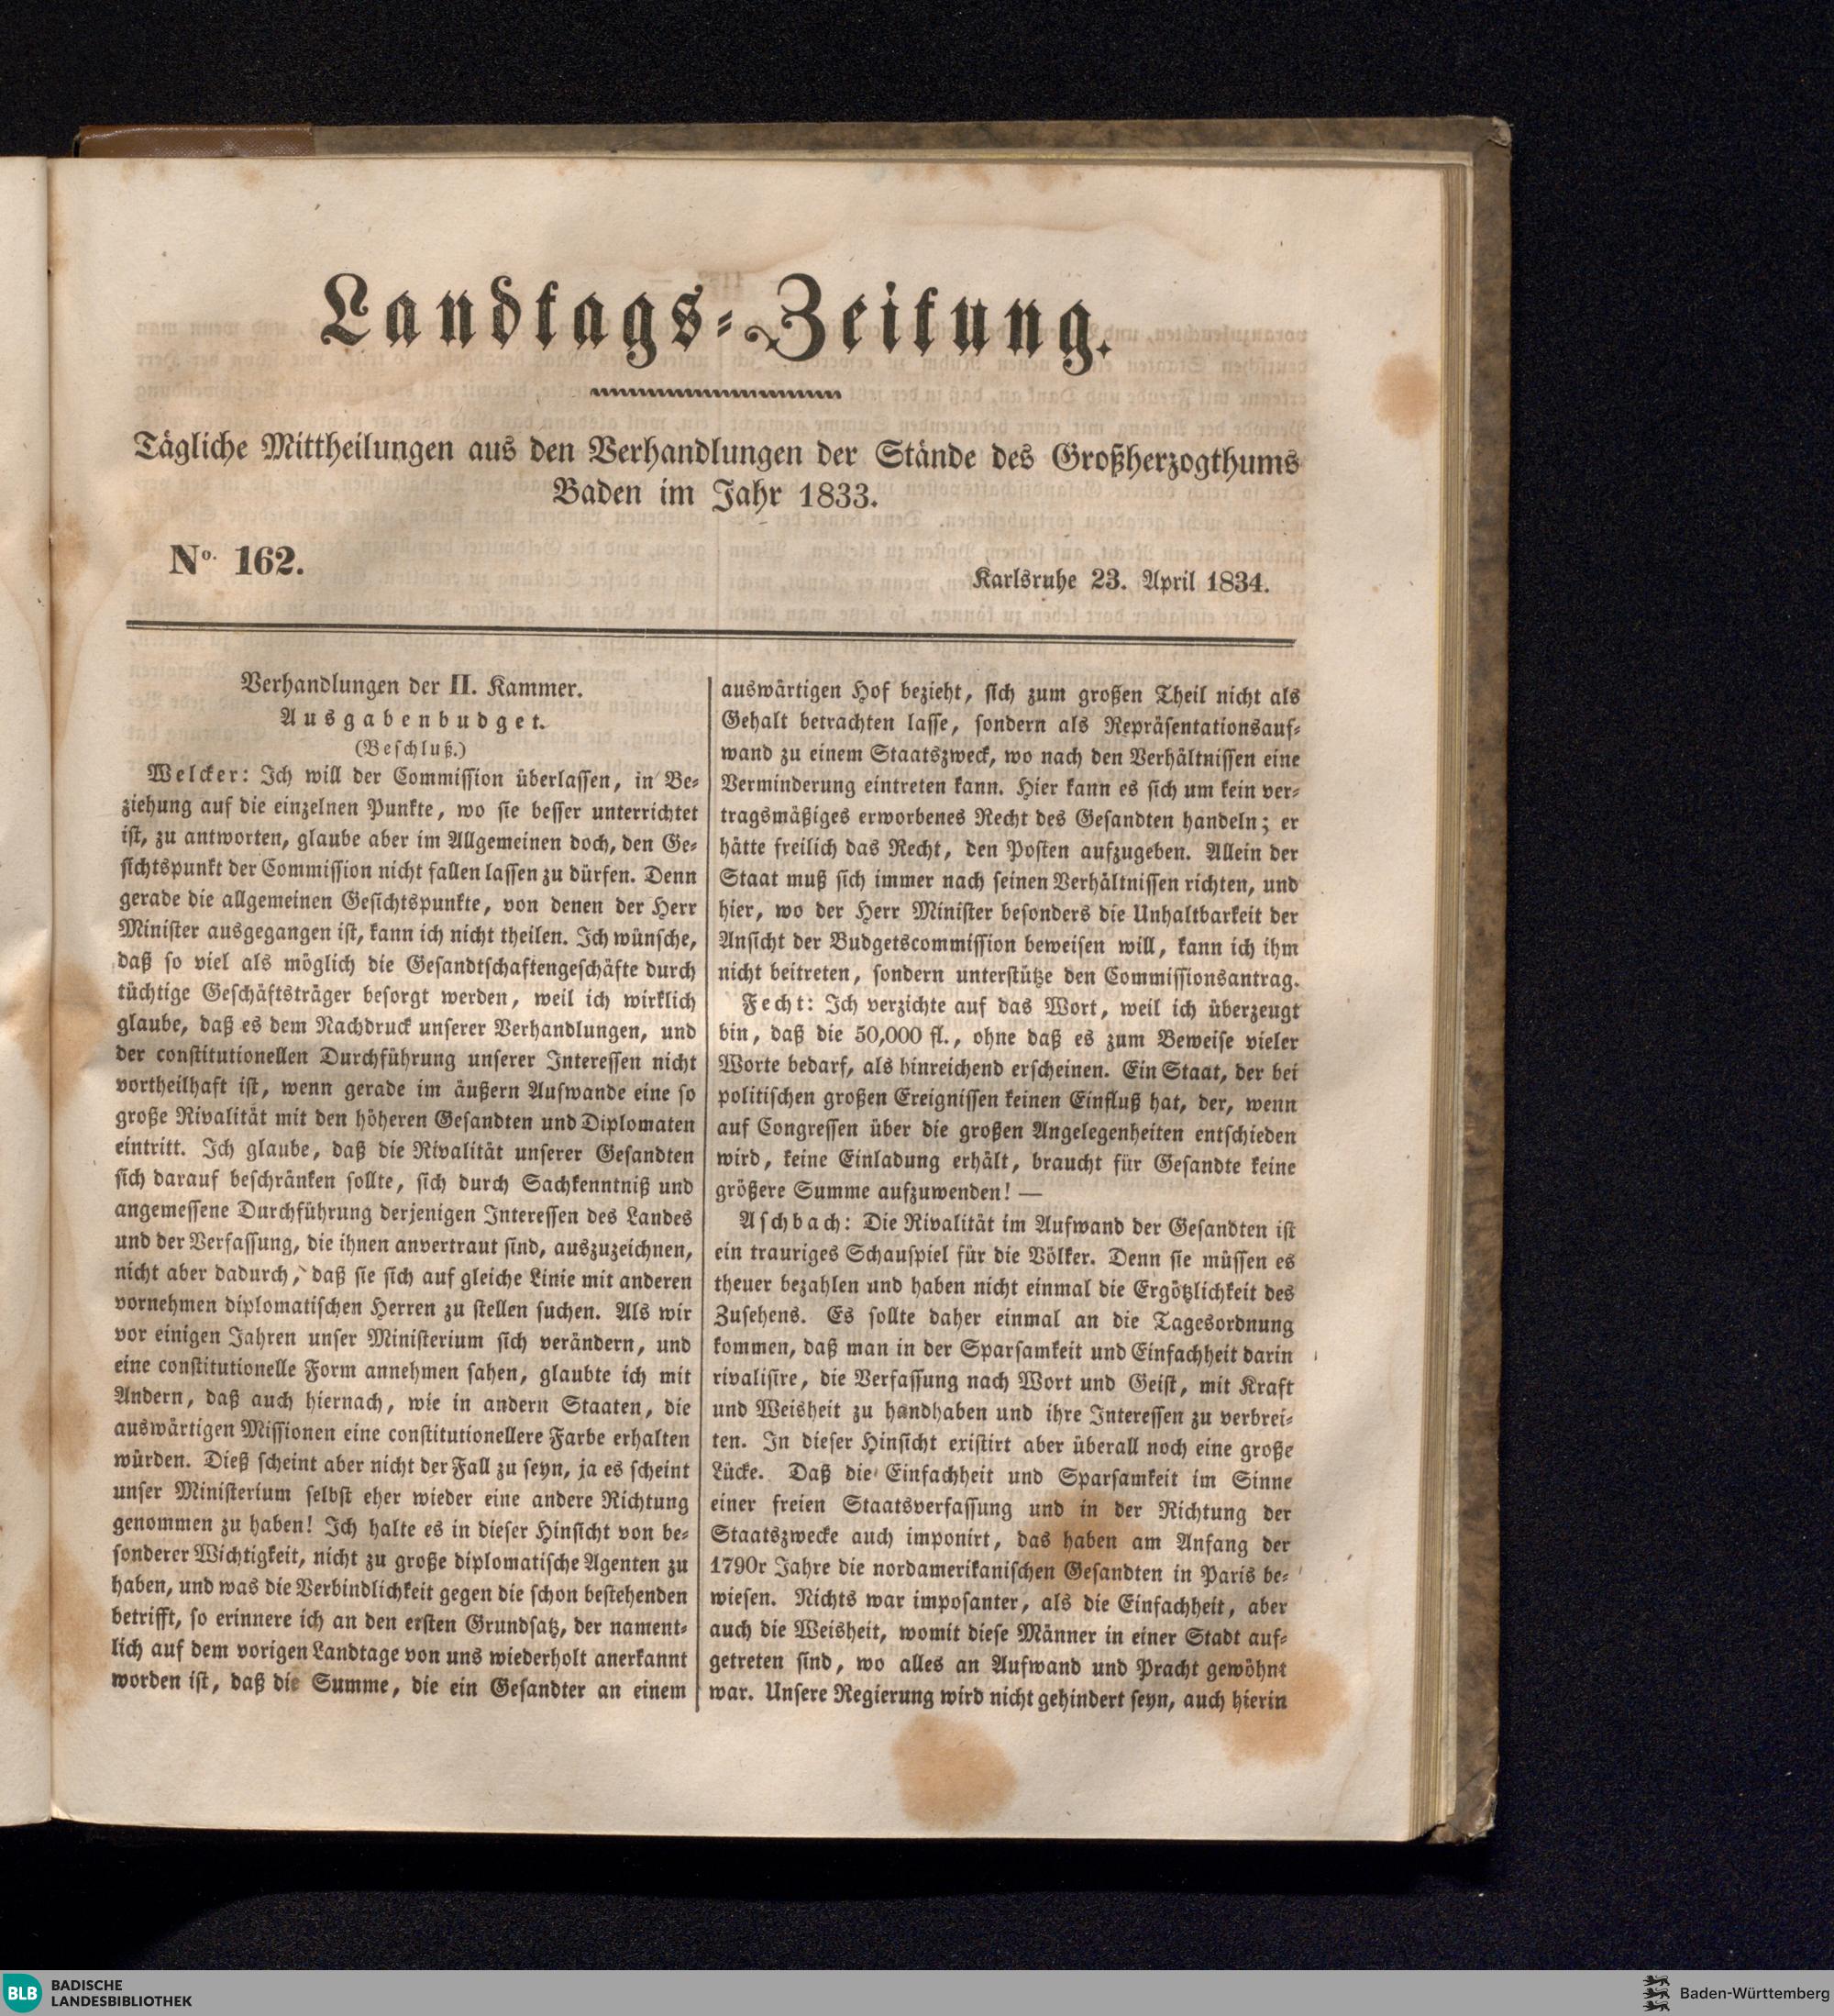 Landtags-Zeitung.
Tägliche Mittheilungen aus den Verhandlungen der Stände des Großherzogthums
Baden im Jahr 1833.
No. 162.
Karlsruhe 23. April 1834.
Verhandlungen der II. Kammer.
Ausgabenbudget.
(Beschluß.)
Welcker: Ich will der Commission überlassen, in Be-
ziehung auf die einzelnen Punkte, wo sie besser unterrichtet
ist, zu antworten, glaube aber im Allgemeinen doch, den Ge-
sichtspunkt der Commission nicht fallen lassen zu dürfen. Denn
gerade die allgemeinen Gesichtspunkte, von denen der Herr
Minister ausgegangen ist, kann ich nicht theilen. Ich wünsche,
daß so viel als möglich die Gesandtschaftengeschäfte durch
tüchtige Geschäftsträger besorgt werden, weil ich wirklich
glaube, daß es dem Nachdruck unserer Verhandlungen, und
der constitutionellen Durchführung unserer Interessen nicht
vortheilhaft ist, wenn gerade im äußern Aufwande eine so
große Rivalität mit den höheren Gesandten und Diplomaten
eintritt. Ich glaube, daß die Rivalität unserer Gesandten
sich darauf beschränken sollte, sich durch Sachkenntniß und
angemessene Durchführung derjenigen Interessen des Landes
und der Verfassung, die ihnen anvertraut sind, auszuzeichnen,
nicht aber dadurch, daß sie sich auf gleiche Linie mit anderen
vornehmen diplomatischen Herren zu stellen suchen. Als wir
vor einigen Jahren unser Ministerium sich verändern, und
eine constitutionelle Form annehmen sahen, glaubte ich mit
Andern, daß auch hiernach, wie in andern Staaten, die
auswärtigen Missionen eine constitutionellere Farbe erhalten
würden. Dieß scheint aber nicht der Fall zu seyn, ja es scheint
unser Ministerium selbst eher wieder eine andere Richtung
genommen zu haben! Ich halte es in dieser Hinsicht von be-
sonderer Wichtigkeit, nicht zu große diplomatische Agenten zu
haben, und was die Verbindlichkeit gegen die schon bestehenden
betrifft, so erinnere ich an den ersten Grundsatz, der nament-
lich auf dem vorigen Landtage von uns wiederholt anerkannt
worden ist, daß die Summe, die ein Gesandter an einem
auswärtigen Hof bezieht, sich zum großen Theil nicht als
Gehalt betrachten lasse, sondern als Repräsentationsauf-
wand zu einem Staatszweck, wo nach den Verhältnissen eine
Verminderung eintreten kann. Hier kann es sich um kein ver-
tragsmäßiges erworbenes Recht des Gesandten handeln; er
hätte freilich das Recht, den Posten aufzugeben. Allein der
Staat muß sich immer nach seinen Verhältnissen richten, und
hier, wo der Herr Minister besonders die Unhaltbarkeit der
Ansicht der Budgetscommission beweisen will, kann ich ihm
nicht beitreten, sondern unterstütze den Commissionsantrag.
Fecht: Ich verzichte auf das Wort, weil ich überzeugt
bin, daß die 50,000 fl., ohne daß es zum Beweise vieler
Worte bedarf, als hinreichend erscheinen. Ein Staat, der bei
politischen großen Ereignissen keinen Einfluß hat, der, wenn
auf Congressen über die großen Angelegenheiten entschieden
wird, keine Einladung erhält, braucht für Gesandte keine
größere Summe aufzuwenden! —
Aschbach: Die Rivalität im Aufwand der Gesandten ist
ein trauriges Schauspiel für die Völker. Denn sie müssen es
theuer bezahlen und haben nicht einmal die Ergötzlichkeit des
Zusehens. Es sollte daher einmal an die Tagesordnung
kommen, daß man in der Sparsamkeit und Einfachheit darin
rivalisire, die Verfassung nach Wort und Geist, mit Kraft
und Weisheit zu handhaben und ihre Interessen zu verbrei-
ten. In dieser Hinsicht existirt aber überall noch eine große
Lücke. Daß die Einfachheit und Sparsamkeit im Sinne
einer freien Staatsverfassung und in der Richtung der
Staatszwecke auch imponirt, das haben am Anfang der
1790r Jahre die nordamerikanischen Gesandten in Paris be-
wiesen. Nichts war imposanter, als die Einfachheit, aber
auch die Weisheit, womit diese Männer in einer Stadt auf-
getreten sind, wo alles an Aufwand und Pracht gewöhnt
war. Unsere Regierung wird nicht gehindert seyn, auch hierin
BLB BADISCHE
LANDESBIBLIOTHEK
Baden-Württemberg